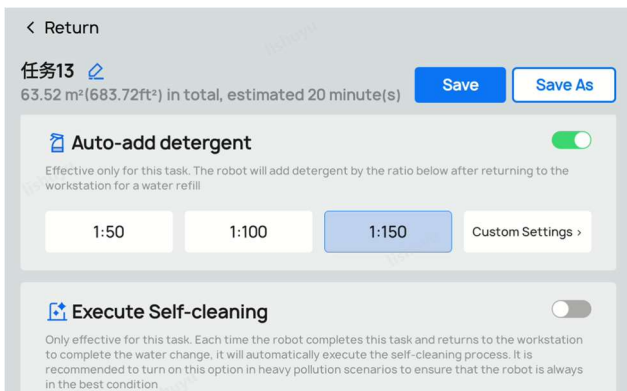 Return
任务13
63.52 m²(683.72ft²) in total, estimated 20 minute(s)
Save
Save As
Auto-add detergent
Effective only for this task. The robot will add detergent by the ratio below after returning to the
workstation for a water refill
1:50
1:100
1:150
Custom Settings ›
Execute Self-cleaning
Only effective for this task. Each time the robot completes this task and returns to the workstation
to complete the water change, it will automatically execute the self-cleaning process. It is
recommended to turn on this option in heavy pollution scenarios to ensure that the robot is always
in the best condition